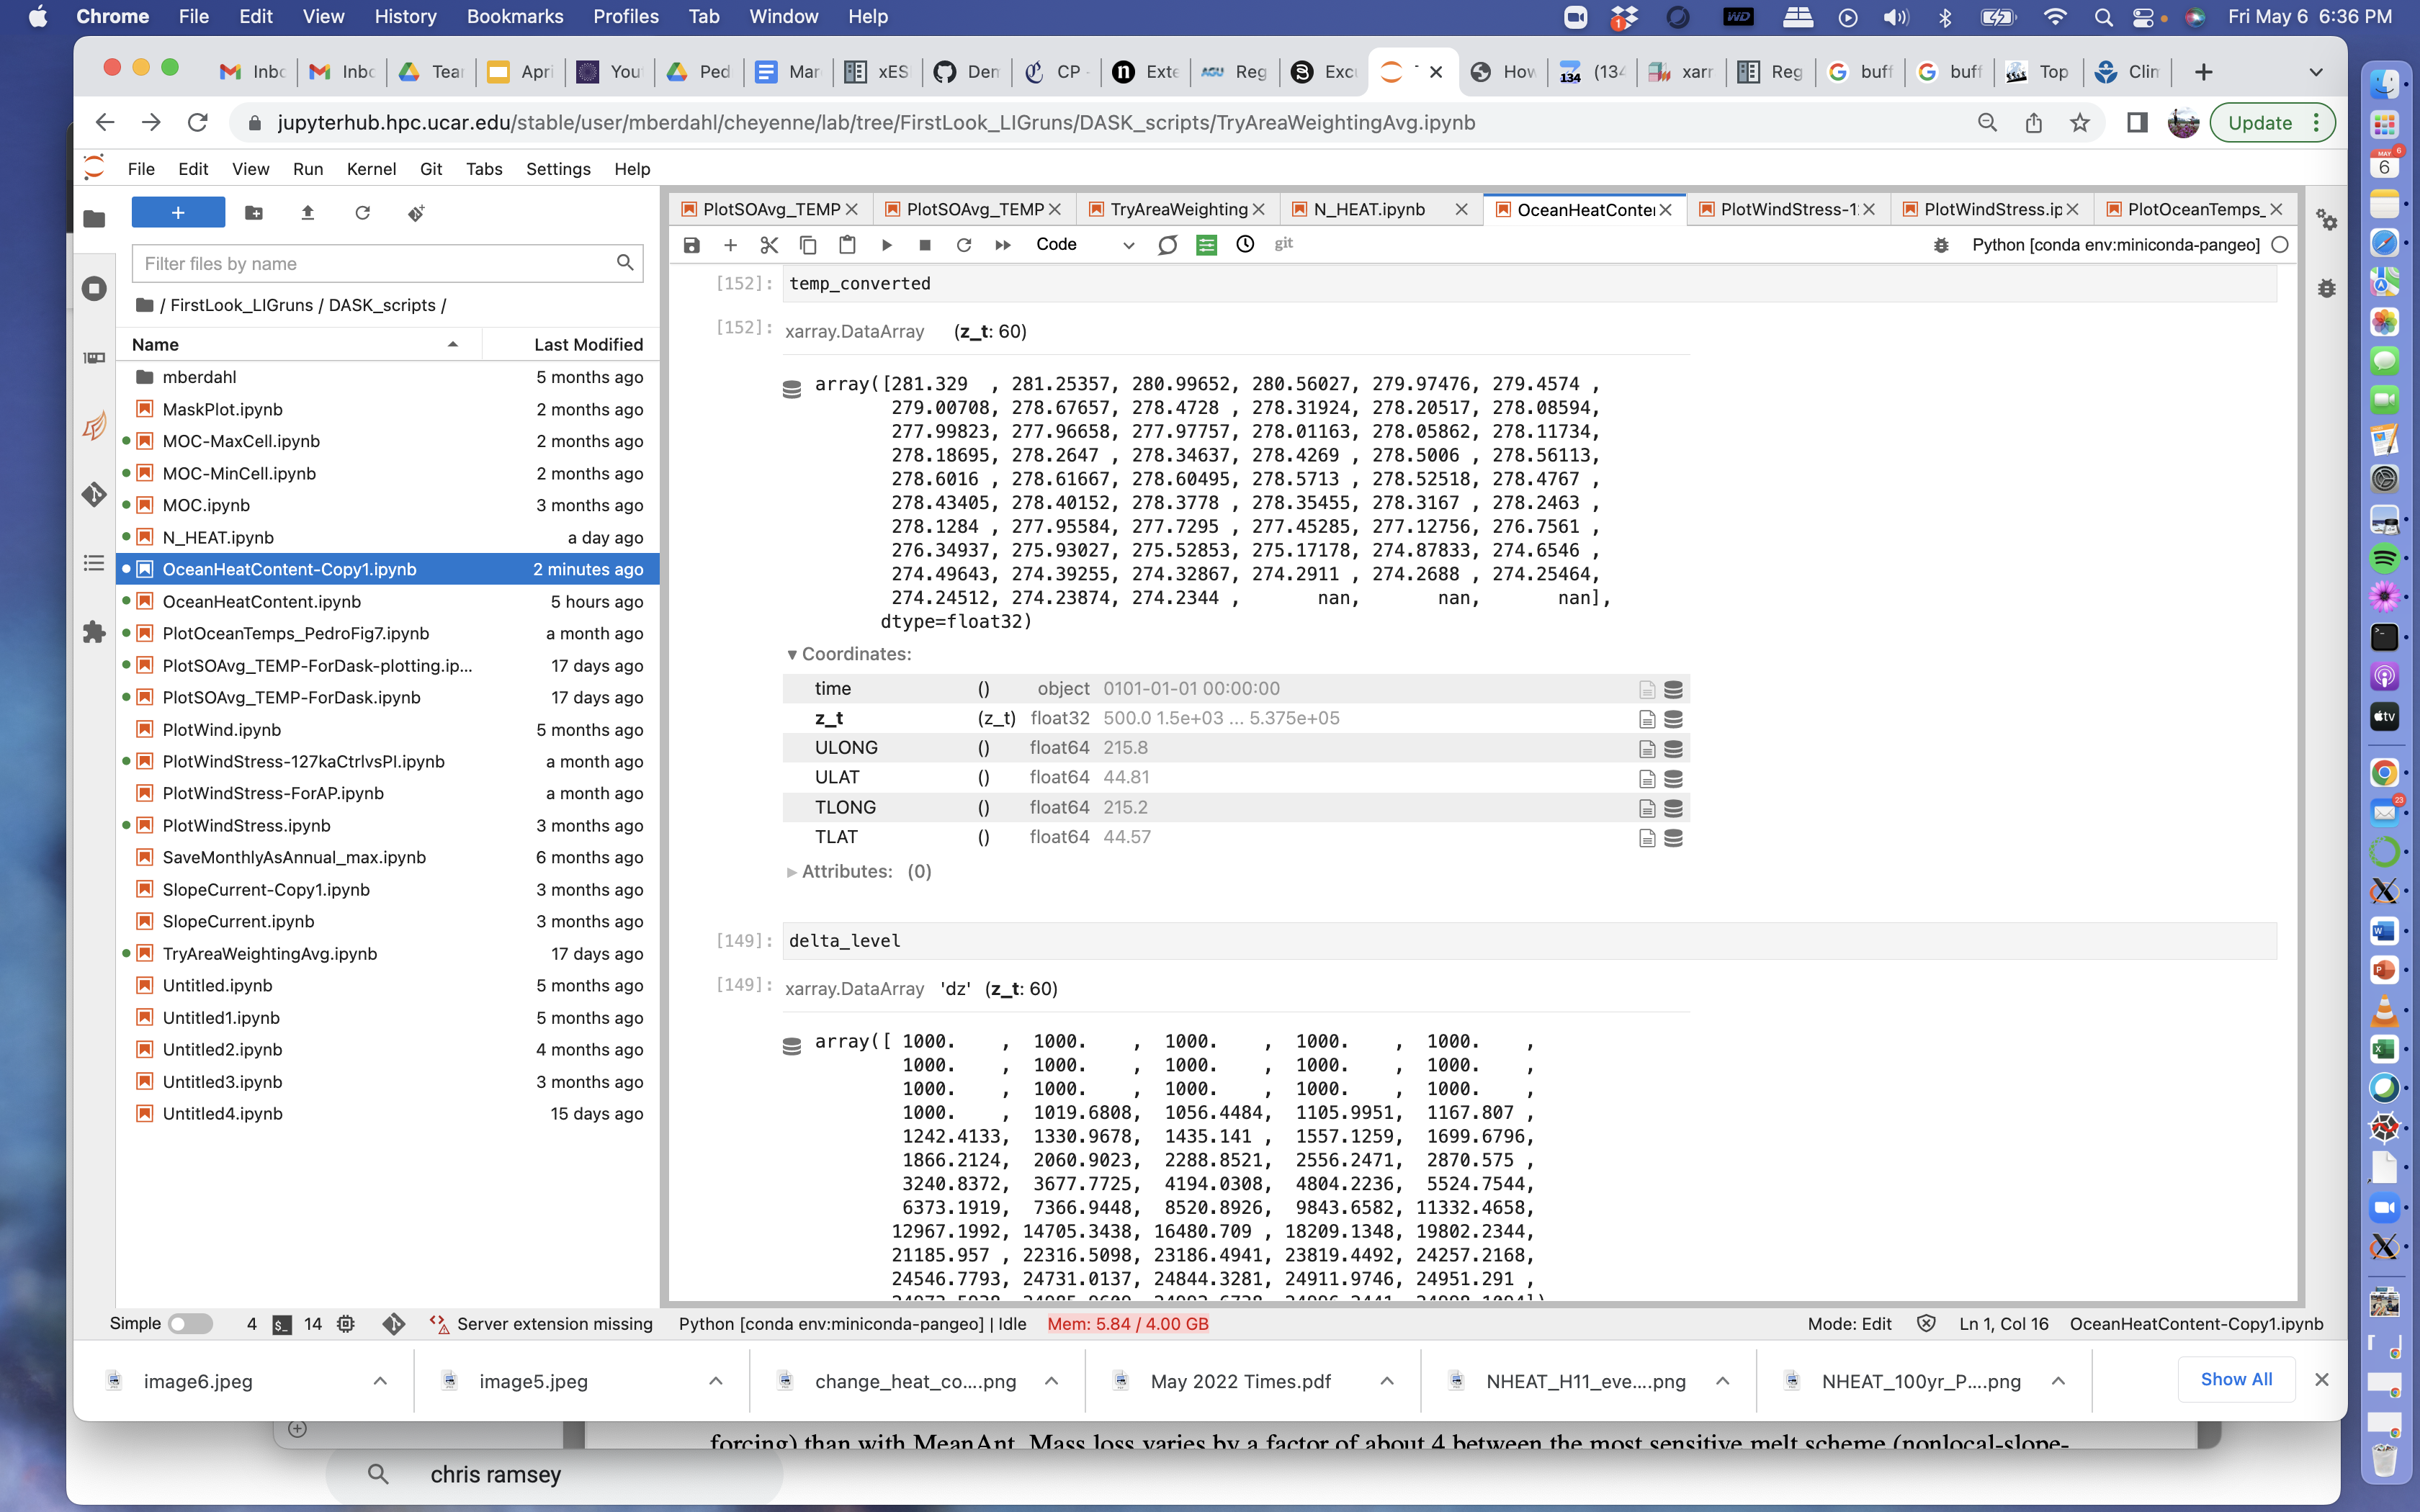 Chrome File Edit View History Bookmarks Profiles Tab Window Help
1 WD Fri May 6 6:36 PM
Inbc Inbc Tear Apri You Ped Mar xES Den CP Exte AGU Reg Exc - How 134 (134 xarr Reg buff buff Top Clin
jupyterhub.hpc.ucar.edu/stable/user/mberdahl/cheyenne/lab/tree/FirstLook_LIGruns/DASK_scripts/TryAreaWeightingAvg.ipynb
Update
File Edit View Run Kernel Git Tabs Settings Help
PlotSOAvg_TEMP PlotSOAvg_TEMP TryAreaWeighting N_HEAT.ipynb OceanHeatConter PlotWindStress-1 PlotWindStress.ip PlotOceanTemps_
Code git Python [conda env:miniconda-pangeo]
Filter files by name
/ FirstLook_LIGruns / DASK_scripts /
Name Last Modified
mberdahl 5 months ago
MaskPlot.ipynb 2 months ago
MOC-MaxCell.ipynb 2 months ago
MOC-MinCell.ipynb 2 months ago
MOC.ipynb 3 months ago
N_HEAT.ipynb a day ago
OceanHeatContent-Copy1.ipynb 2 minutes ago
OceanHeatContent.ipynb 5 hours ago
PlotOceanTemps_PedroFig7.ipynb a month ago
PlotSOAvg_TEMP-ForDask-plotting.ip... 17 days ago
PlotSOAvg_TEMP-ForDask.ipynb 17 days ago
PlotWind.ipynb 5 months ago
PlotWindStress-127kaCtrlvsPI.ipynb a month ago
PlotWindStress-ForAP.ipynb a month ago
PlotWindStress.ipynb 3 months ago
SaveMonthlyAsAnnual_max.ipynb 6 months ago
SlopeCurrent-Copy1.ipynb 3 months ago
SlopeCurrent.ipynb 3 months ago
TryAreaWeightingAvg.ipynb 17 days ago
Untitled.ipynb 5 months ago
Untitled1.ipynb 5 months ago
Untitled2.ipynb 4 months ago
Untitled3.ipynb 3 months ago
Untitled4.ipynb 15 days ago
[152]: temp_converted
[152]: xarray.DataArray (z_t: 60)
array([281.329 , 281.25357, 280.99652, 280.56027, 279.97476, 279.4574 ,
279.00708, 278.67657, 278.4728 , 278.31924, 278.20517, 278.08594,
277.99823, 277.96658, 277.97757, 278.01163, 278.05862, 278.11734,
278.18695, 278.2647 , 278.34637, 278.4269 , 278.5006 , 278.56113,
278.6016 , 278.61667, 278.60495, 278.5713 , 278.52518, 278.4767 ,
278.43405, 278.40152, 278.3778 , 278.35455, 278.3167 , 278.2463 ,
278.1284 , 277.95584, 277.7295 , 277.45285, 277.12756, 276.7561 ,
276.34937, 275.93027, 275.52853, 275.17178, 274.87833, 274.6546 ,
274.49643, 274.39255, 274.32867, 274.2911 , 274.2688 , 274.25464,
274.24512, 274.23874, 274.2344 , nan, nan, nan],
dtype=float32)
Coordinates:
time () object 0101-01-01 00:00:00
z_t (z_t) float32 500.0 1.5e+03 ... 5.375e+05
ULONG () float64 215.8
ULAT () float64 44.81
TLONG () float64 215.2
TLAT () float64 44.57
Attributes: (0)
[149]: delta_level
[149]: xarray.DataArray 'dz' (z_t: 60)
array([ 1000. , 1000. , 1000. , 1000. , 1000. ,
1000. , 1000. , 1000. , 1000. , 1000. ,
1000. , 1000. , 1000. , 1000. , 1000. ,
1000. , 1019.6808, 1056.4484, 1105.9951, 1167.807 ,
1242.4133, 1330.9678, 1435.141 , 1557.1259, 1699.6796,
1866.2124, 2060.9023, 2288.8521, 2556.2471, 2870.575 ,
3240.8372, 3677.7725, 4194.0308, 4804.2236, 5524.7544,
6373.1919, 7366.9448, 8520.8926, 9843.6582, 11332.4658,
12967.1992, 14705.3438, 16480.709 , 18209.1348, 19802.2344,
21185.957 , 22316.5098, 23186.4941, 23819.4492, 24257.2168,
24546.7793, 24731.0137, 24844.3281, 24911.9746, 24951.291 ,
Simple 4 14 Server extension missing Python [conda env:miniconda-pangeo] | Idle Mem: 5.84 / 4.00 GB Mode: Edit Ln 1, Col 16 OceanHeatContent-Copy1.ipynb
image6.jpeg image5.jpeg change_heat_co....png May 2022 Times.pdf NHEAT_H11_eve....png NHEAT_100yr_P....png Show All
forcing) than with MeanAnt. Mass loss varies by a factor of about 4 between the most sensitive melt scheme (nonlocal-slope-
chris ramsey
MAY 6
6
tv
23